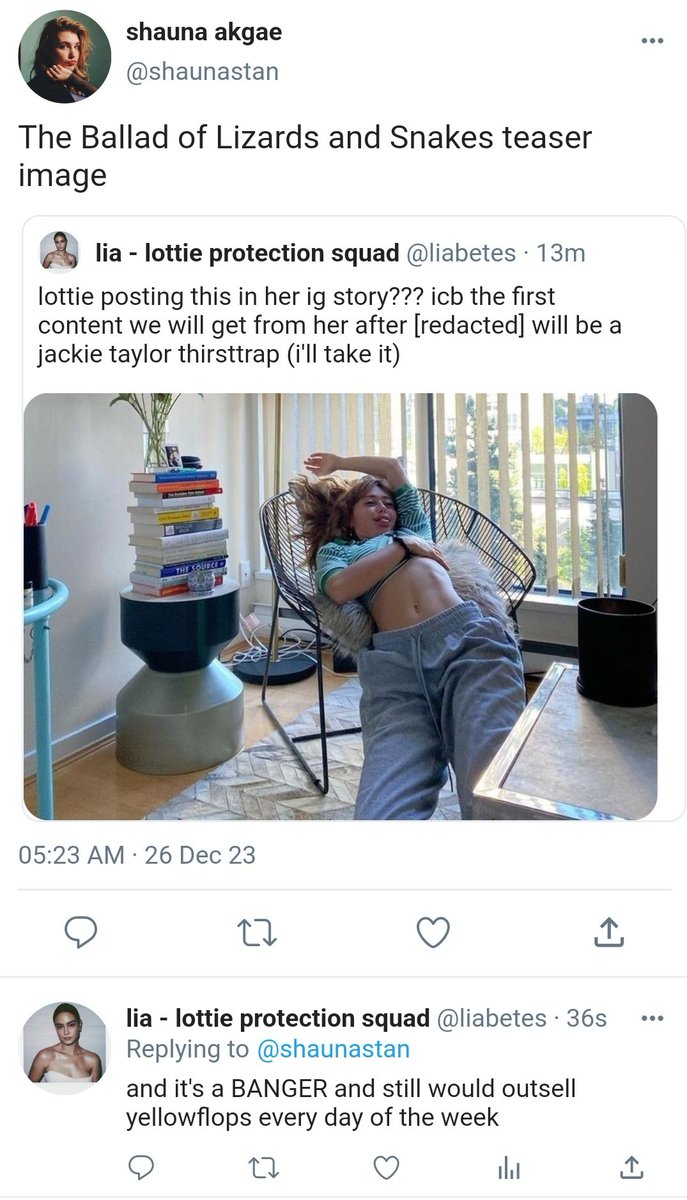 shauna akgae
@shaunastan
The Ballad of Lizards and Snakes teaser
image
lia - lottie protection squad @liabetes · 13m
lottie posting this in her ig story??? icb the first
content we will get from her after [redacted] will be a
jackie taylor thirsttrap (i'll take it)
THE SOURCE
05:23 AM · 26 Dec 23
lia - lottie protection squad @liabetes · 36s
Replying to @shaunastan
and it's a BANGER and still would outsell
yellowflops every day of the week